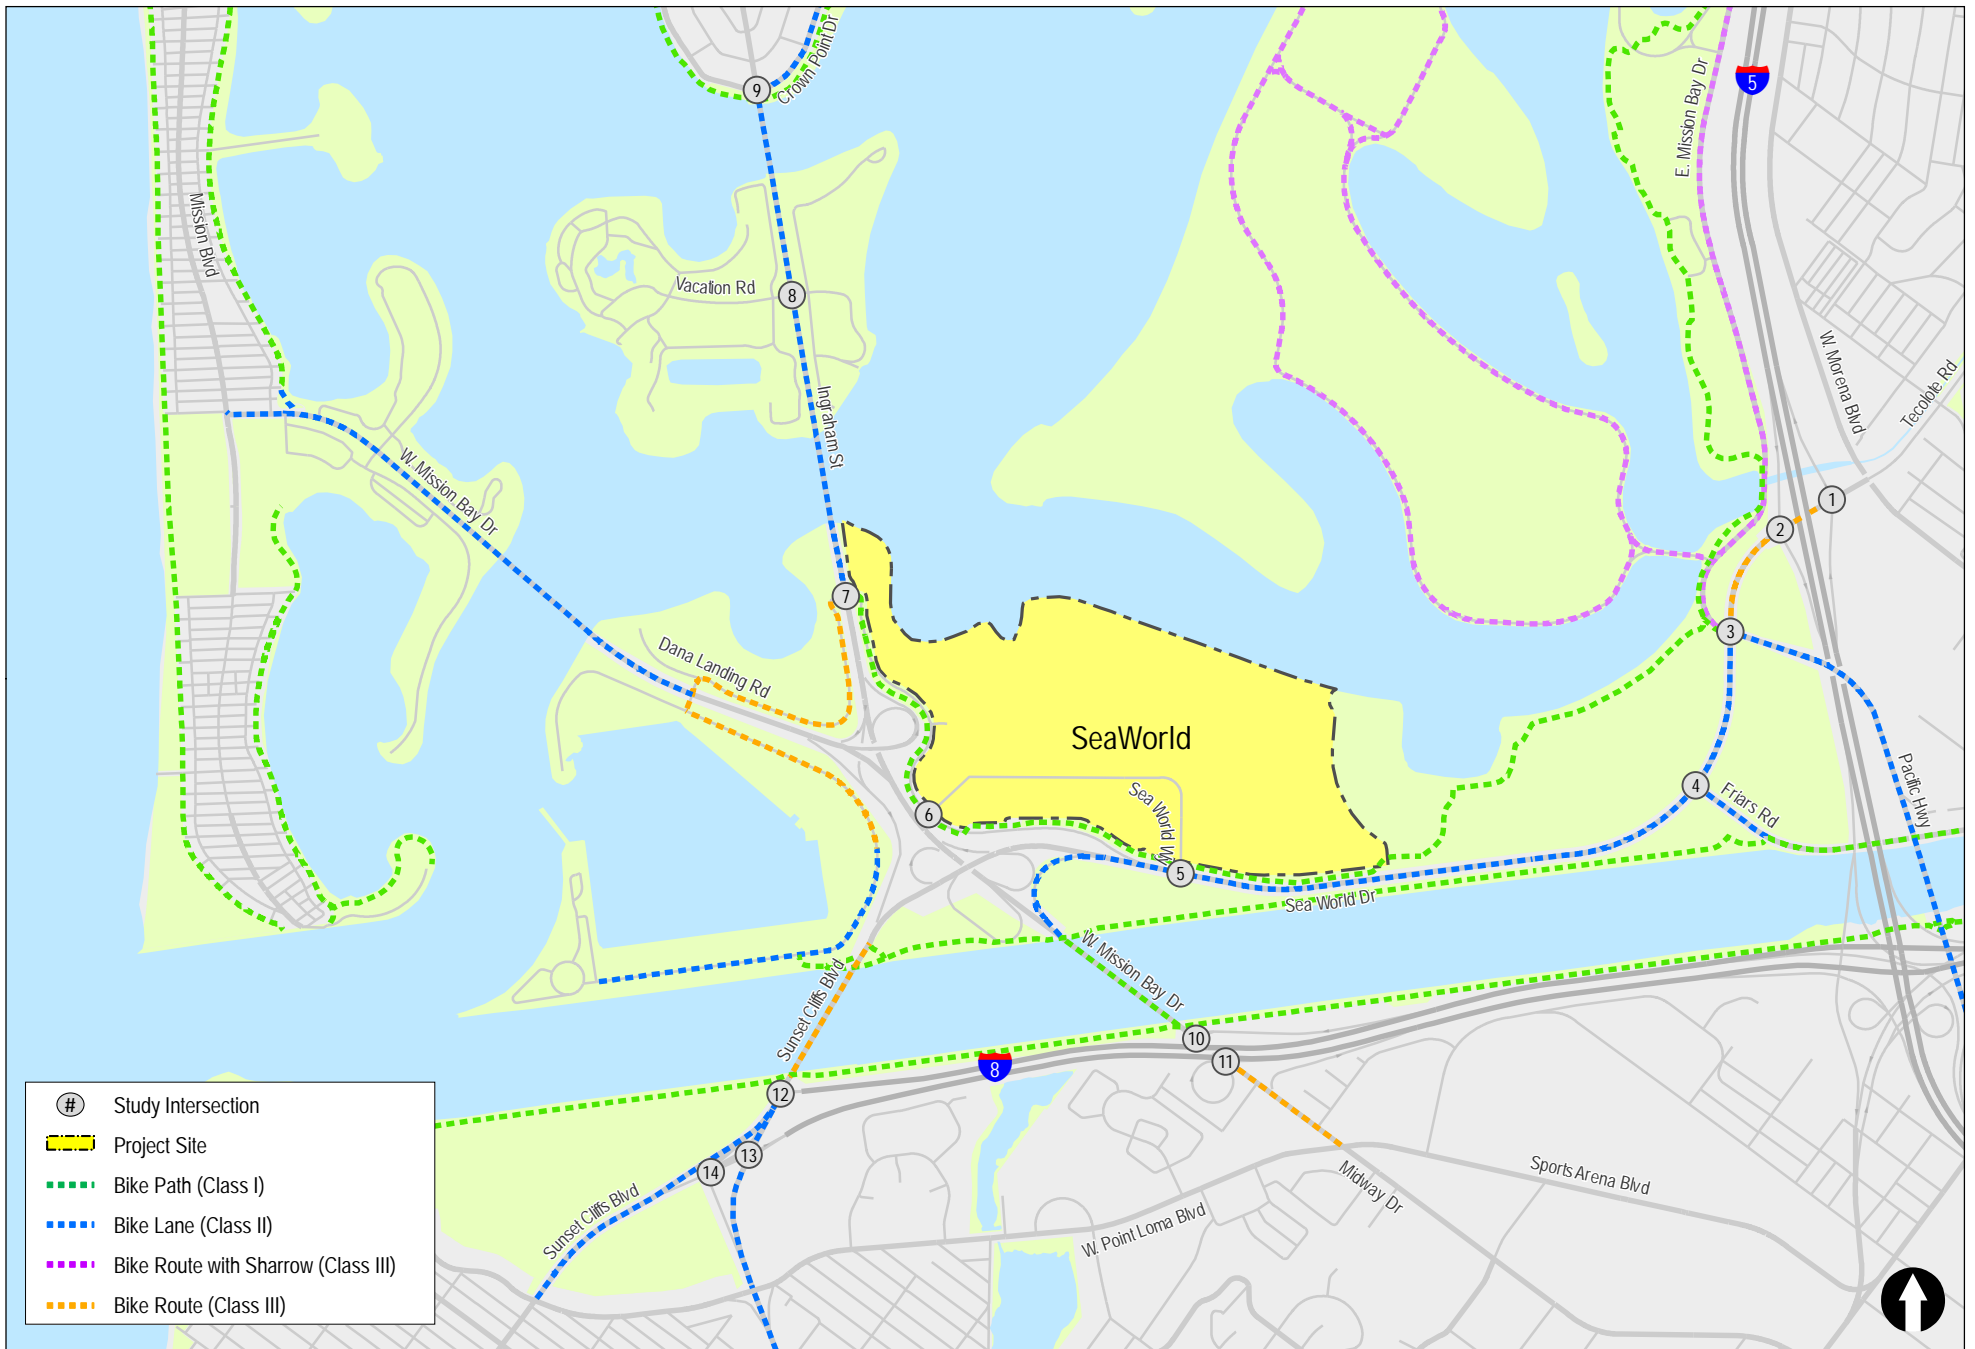 Crown Point Dr
9
E. Mission Bay Dr
5
Mission Blvd
Vacation Rd
8
Ingraham St
W. Morena Blvd
Tecolote Rd
W. Mission Bay Dr
1
2
7
3
Dana Landing Rd
SeaWorld
Pacific Hwy
4
Friars Rd
Sea World Wy
6
5
Sea World Dr
W. Mission Bay Dr
Sunset Cliffs Blvd
10
11
8
12
13
14
Midway Dr
Sports Arena Blvd
W. Point Loma Blvd
Sunset Cliffs Blvd
# Study Intersection
Project Site
Bike Path (Class I)
Bike Lane (Class II)
Bike Route with Sharrow (Class III)
Bike Route (Class III)